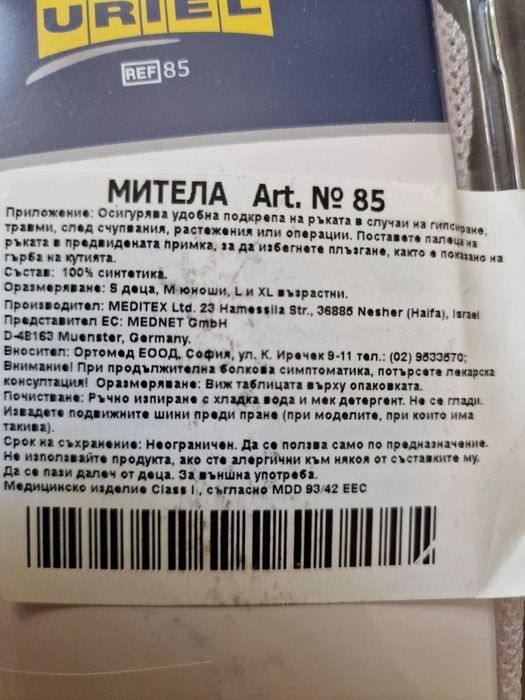 URIEL
REF 85
МИТЕЛА Art. № 85
Приложение: Осигурява удобна подкрепа на ръката в случаи на гипсиране,
травми, след счупвания, растежения или операции. Поставете палеца на
ръката в предвидената примка, за да избегнете плъзгане, както е показано на
гърба на кутията.
Състав: 100% синтетика.
Оразмеряване: S деца, M юноши, L и XL възрастни.
Производител: MEDITEX Ltd. 23 Hamessila Str., 36885 Nesher (Haifa), Israel
Представител ЕС: MEDNET GmbH
D-48163 Muenster, Germany.
Вносител: Ортомед ЕООД, София, ул. К. Иречек 9-11 тел.: (02) 9533570;
Внимание! При продължителна болкова симптоматика, потърсете лекарска
консултация! Оразмеряване: Виж таблицата върху опаковката.
Почистване: Ръчно изпиране с хладка вода и мек детергент. Не се глади.
Извадете подвижните шини преди пране (при моделите, при които има
такива).
Срок на съхранение: Неограничен. Да се ползва само по предназначение.
Не използвайте продукта, ако сте алергични към някоя от съставките му.
Да се пази далеч от деца. За външна употреба.
Медицинско изделие Class I, съгласно MDD 93/42 EEC